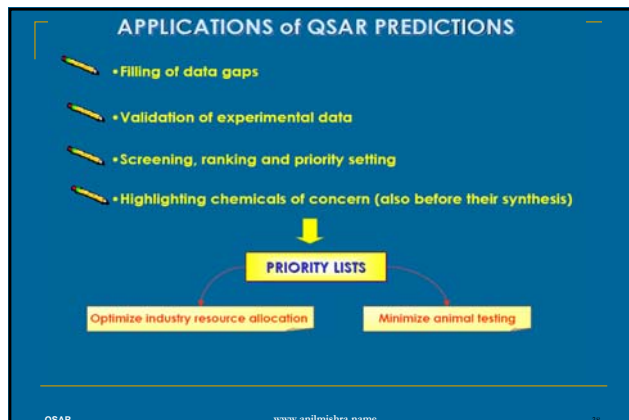 APPLICATIONS of QSAR PREDICTIONS
• Filling of data gaps
• Validation of experimental data
• Screening, ranking and priority setting
• Highlighting chemicals of concern (also before their synthesis)
PRIORITY LISTS
Optimize industry resource allocation
Minimize animal testing
QSAR
www.anilmishra.name